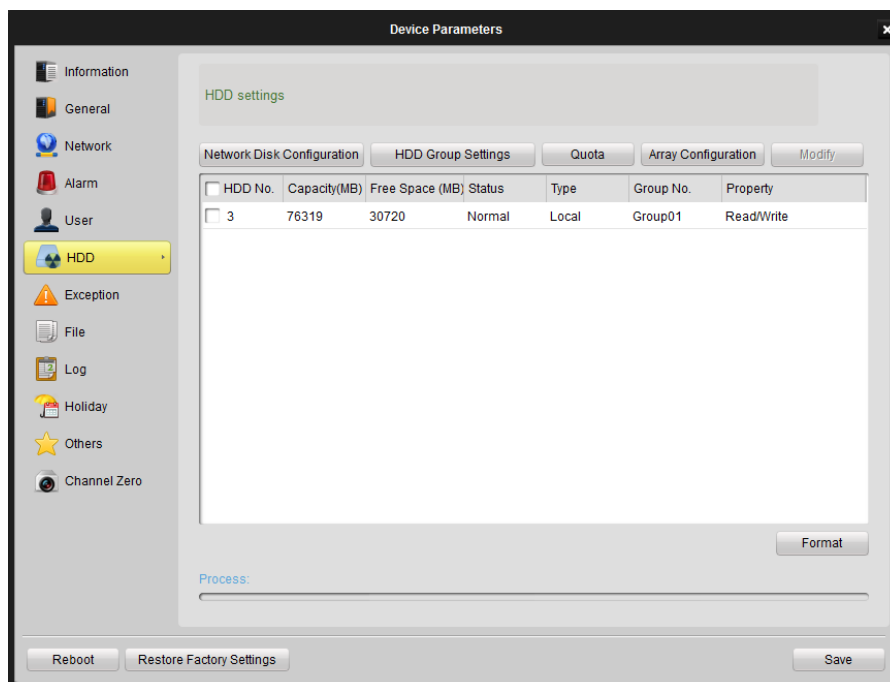 Device Parameters
Information
General
Network
Alarm
User
HDD
Exception
File
Log
Holiday
Others
Channel Zero
HDD settings
Network Disk Configuration HDD Group Settings Quota Array Configuration Modify
HDD No. Capacity(MB) Free Space (MB) Status Type Group No. Property
3 76319 30720 Normal Local Group01 Read/Write
Format
Process:
Reboot Restore Factory Settings Save